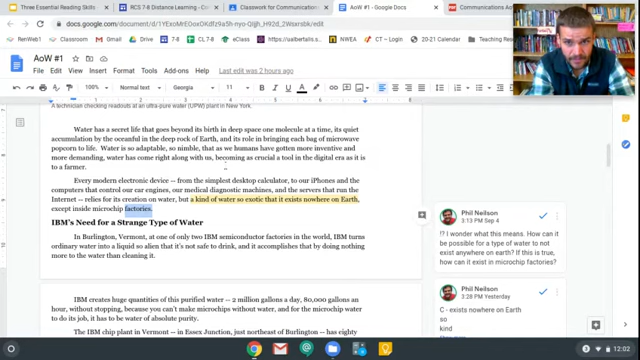 Three Essential Reading Skills
RCS 7-8 Distance Learning - G
Classwork for RCS 7-8 Distan
AoW #1 - Google Docs
Communications Ao
docs.google.com/document/d/1YExoMrEOCKdfz9a5h-nyo-
RenWeb1
Google Drive
CL 7-8
CL 7/E
NWEA
CT – Login
20-21 Calendar
AoW #1
File Edit View Insert Format Tools Add-ons Help
Last edit was 2 hours ago
100%
Normal text
Georgia
11
A technician checking readouts at an ultra-pure water (UPW) plant in New York.
Water has a secret life that goes beyond its birth in deep space one molecule at a time, its quiet
accumulation by the oceanful in the deep rock of Earth, and its role in bringing each bag of microwave
popcorn to life. Water is so adaptable, so nimble, that as we humans have gotten more inventive and
more demanding, water has come right along with us, becoming as crucial a tool in the digital era as it is
to a farmer.
Every modern electronic device -- from the simplest desktop calculator, to our iPhones and the
computers that control our car engines, our medical diagnostic machines, and the servers that run the
Internet -- relies for its creation on water, but a kind of water so exotic that it exists nowhere on Earth,
except inside microchip factories.
IBM's Need for a Strange Type of Water
In Burlington, Vermont, at one of only two IBM semiconductor factories in the world, IBM turns
ordinary water into a liquid so alien that it's not safe to drink, and it accomplishes that by doing nothing
more to the water than cleaning it.
IBM creates huge quantities of this purified water -- 2 million gallons a day, 80,000 gallons an
hour, without stopping, because you can't make microchips without water, and for the microchip water
to do its job, it has to be water of absolute purity.
The IBM chip plant in Vermont -- in Essex Junction, just northeast of Burlington -- has eighty
Phil Neilson
3:13 PM Sep 4
!? I wonder what this means. How can it
be possible for a type of water to not
exist anywhere on earth? If this is true,
how can it exist in microchip factories?
Phil Neilson
3:28 PM Yesterday
C - exists nowhere on Earth
so
kind
12:02